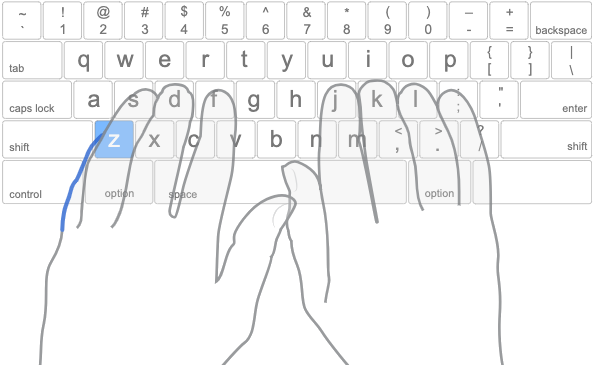 ~ ! @ # $ % ^ & * ( ) – +
` 1 2 3 4 5 6 7 8 9 0 - = backspace
tab q w e r t y u i o p { [ } ] | \
caps lock a s d f g h j k l : ; " ' enter
shift z x c v b n m < , > . ? / shift
control option space option